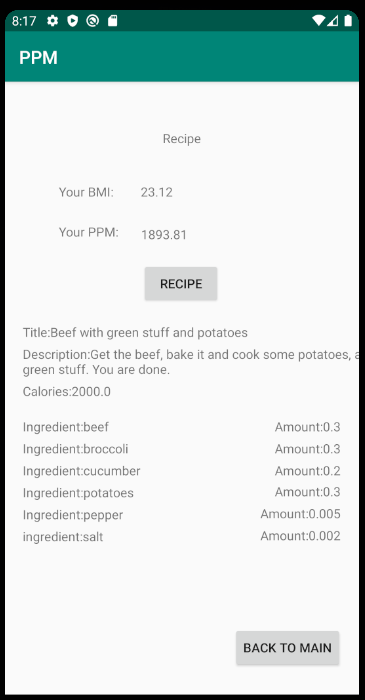 8:17
PPM
Recipe
Your BMI: 23.12
Your PPM: 1893.81
RECIPE
Title:Beef with green stuff and potatoes
Description:Get the beef, bake it and cook some potatoes, a
green stuff. You are done.
Calories:2000.0
Ingredient:beef Amount:0.3
Ingredient:broccoli Amount:0.3
Ingredient:cucumber Amount:0.2
Ingredient:potatoes Amount:0.3
Ingredient:pepper Amount:0.005
ingredient:salt Amount:0.002
BACK TO MAIN